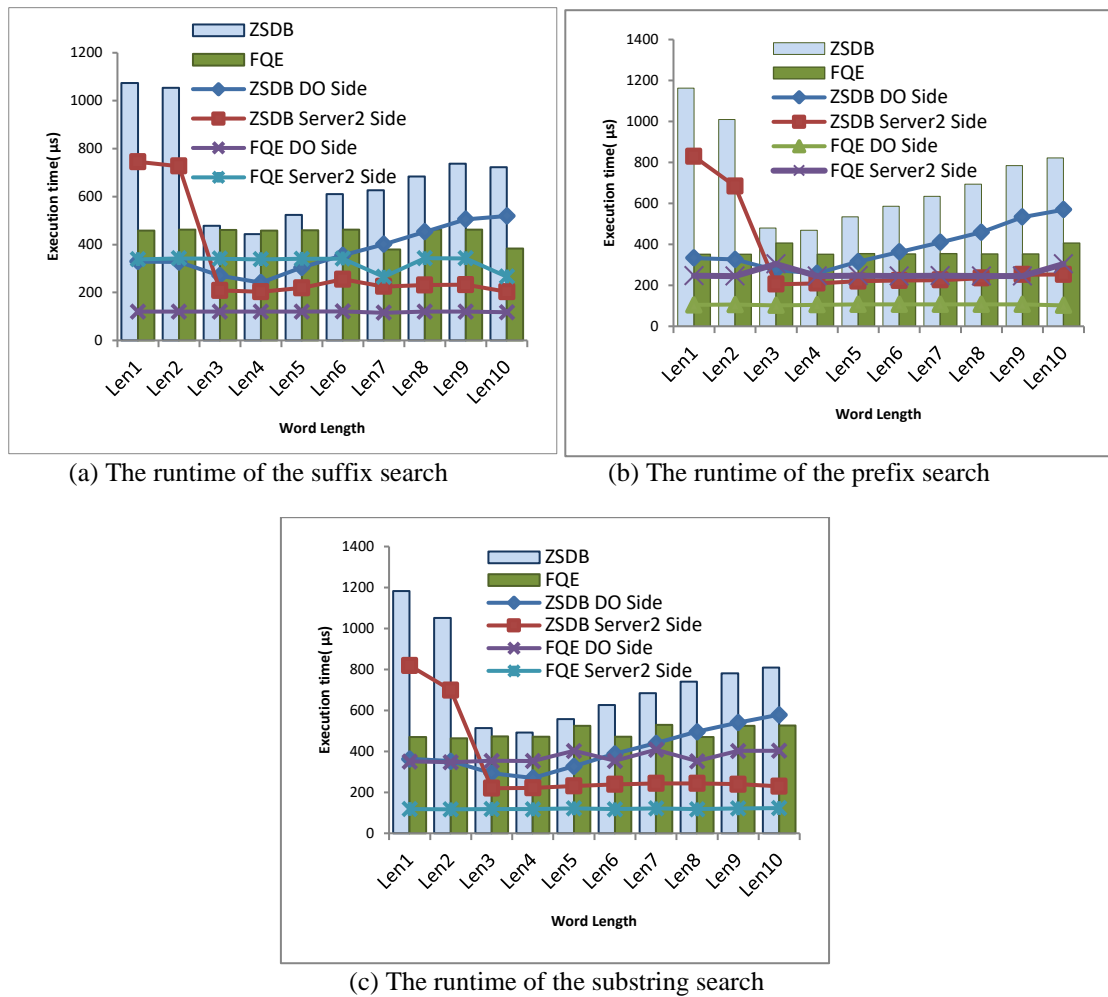 ZSDB
FQE
ZSDB DO Side
ZSDB Server2 Side
FQE DO Side
FQE Server2 Side
1200
1000
800
600
400
200
0
Execution time( µs)
Len1 Len2 Len3 Len4 Len5 Len6 Len7 Len8 Len9 Len10
Word Length
(a) The runtime of the suffix search
ZSDB
FQE
ZSDB DO Side
ZSDB Server2 Side
FQE DO Side
FQE Server2 Side
1400
1200
1000
800
600
400
200
0
Execution time( µs)
Len1 Len2 Len3 Len4 Len5 Len6 Len7 Len8 Len9 Len10
Word Length
(b) The runtime of the prefix search
ZSDB
FQE
ZSDB DO Side
ZSDB Server2 Side
FQE DO Side
FQE Server2 Side
1400
1200
1000
800
600
400
200
0
Execution time( µs)
Len1 Len2 Len3 Len4 Len5 Len6 Len7 Len8 Len9 Len10
Word Length
(c) The runtime of the substring search